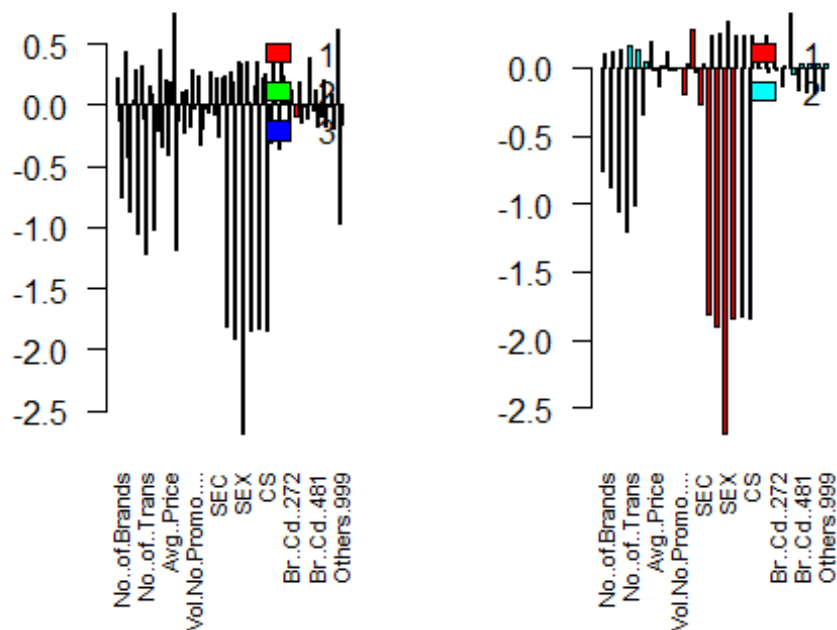 0.5
0.0
-0.5
-1.0
-1.5
-2.0
-2.5
1
2
3
No..of.Brands
No..of..Trans
Avg..Price
Vol.No.Promo....
SEC
SEX
CS
Br..Cd..272
Br..Cd..481
Others.999
0.0
-0.5
-1.0
-1.5
-2.0
-2.5
1
2
No..of.Brands
No..of..Trans
Avg..Price
Vol.No.Promo....
SEC
SEX
CS
Br..Cd..272
Br..Cd..481
Others.999